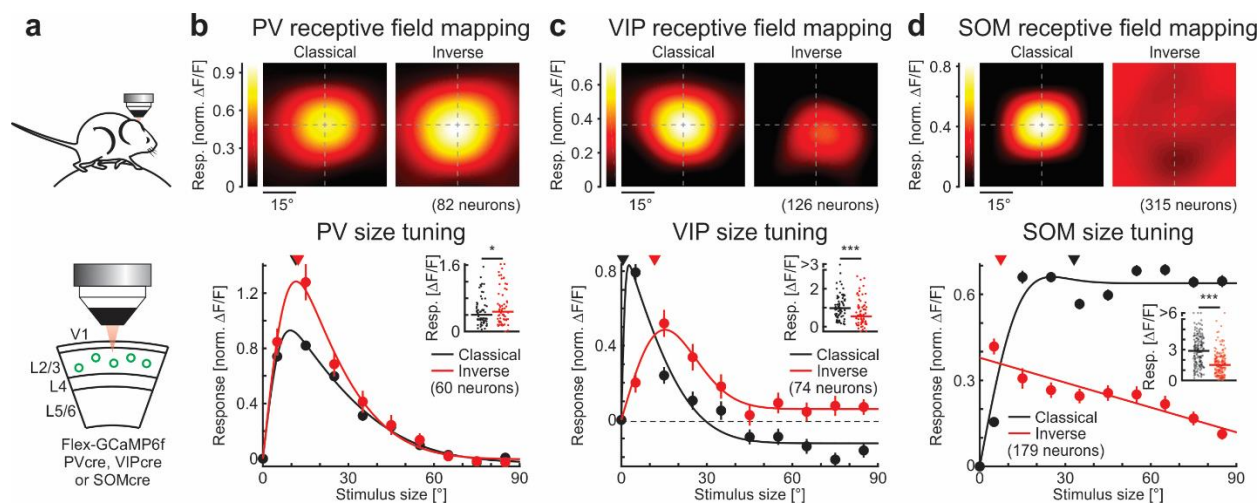 a
V1
L2/3
L4
L5/6
Flex-GCaMP6f
PVcre, VIPcre
or SOMcre
b PV receptive field mapping
Classical Inverse
Resp. [norm. ΔF/F]
0.9
0.6
0.3
0
15°
(82 neurons)
PV size tuning
Response [norm. ΔF/F]
1.2
0.8
0.4
0.0
0 30 60 90
Stimulus size [°]
Resp. [ΔF/F]
1.6
0
*
Classical
Inverse
(60 neurons)
c VIP receptive field mapping
Classical Inverse
Resp. [norm. ΔF/F]
0.6
0.4
0.2
0
15°
(126 neurons)
VIP size tuning
Response [norm. ΔF/F]
0.8
0.4
0
0 30 60 90
Stimulus size [°]
Resp. [ΔF/F]
>3
2
1
0
***
Classical
Inverse
(74 neurons)
d SOM receptive field mapping
Classical Inverse
Resp. [norm. ΔF/F]
0.8
0.6
0.4
0.2
0
15°
(315 neurons)
SOM size tuning
Response [norm. ΔF/F]
0.6
0.3
0.0
0 30 60 90
Stimulus size [°]
Resp. [ΔF/F]
>6
3
0
***
Classical
Inverse
(179 neurons)